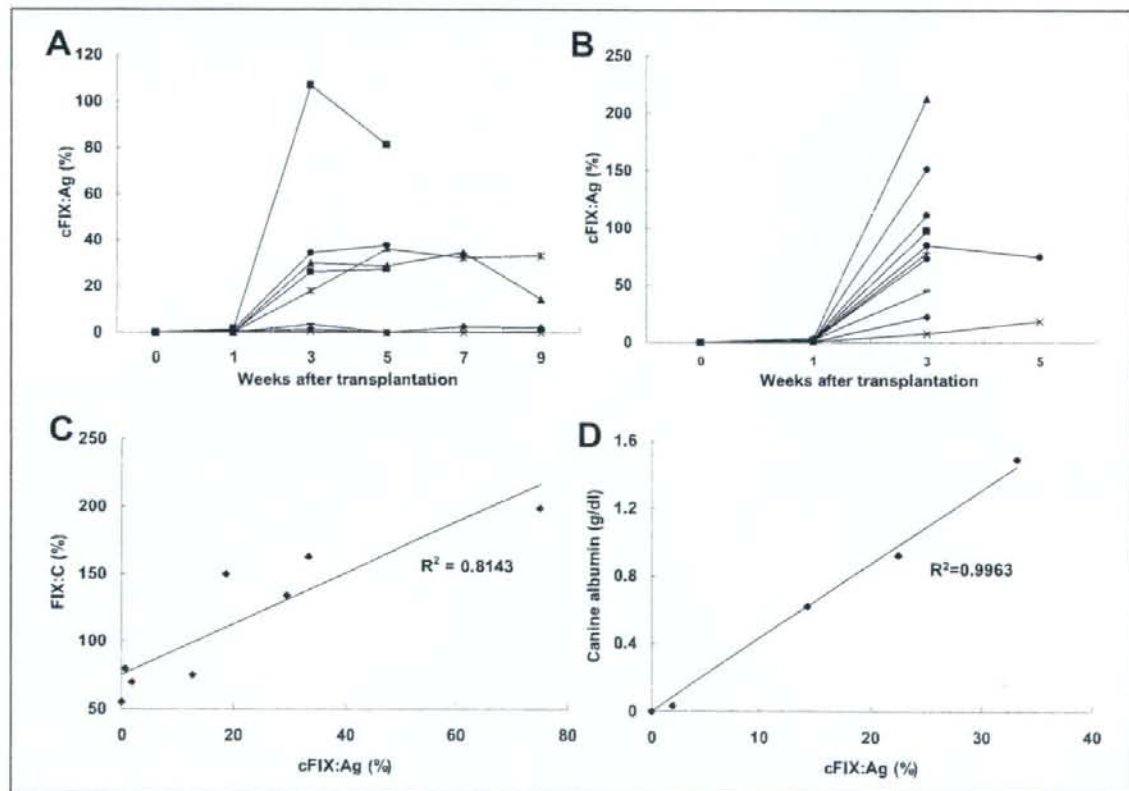 A
cFIX:Ag (%)
120
100
80
60
40
20
0
0 1 3 5 7 9
Weeks after transplantation
B
cFIX:Ag (%)
250
200
150
100
50
0
0 1 3 5
Weeks after transplantation
C
FIX:C (%)
250
200
150
100
50
R² = 0.8143
0 20 40 60 80
cFIX:Ag (%)
D
Canine albumin (g/dl)
1.6
1.2
0.8
0.4
0
R²=0.9963
0 10 20 30 40
cFIX:Ag (%)